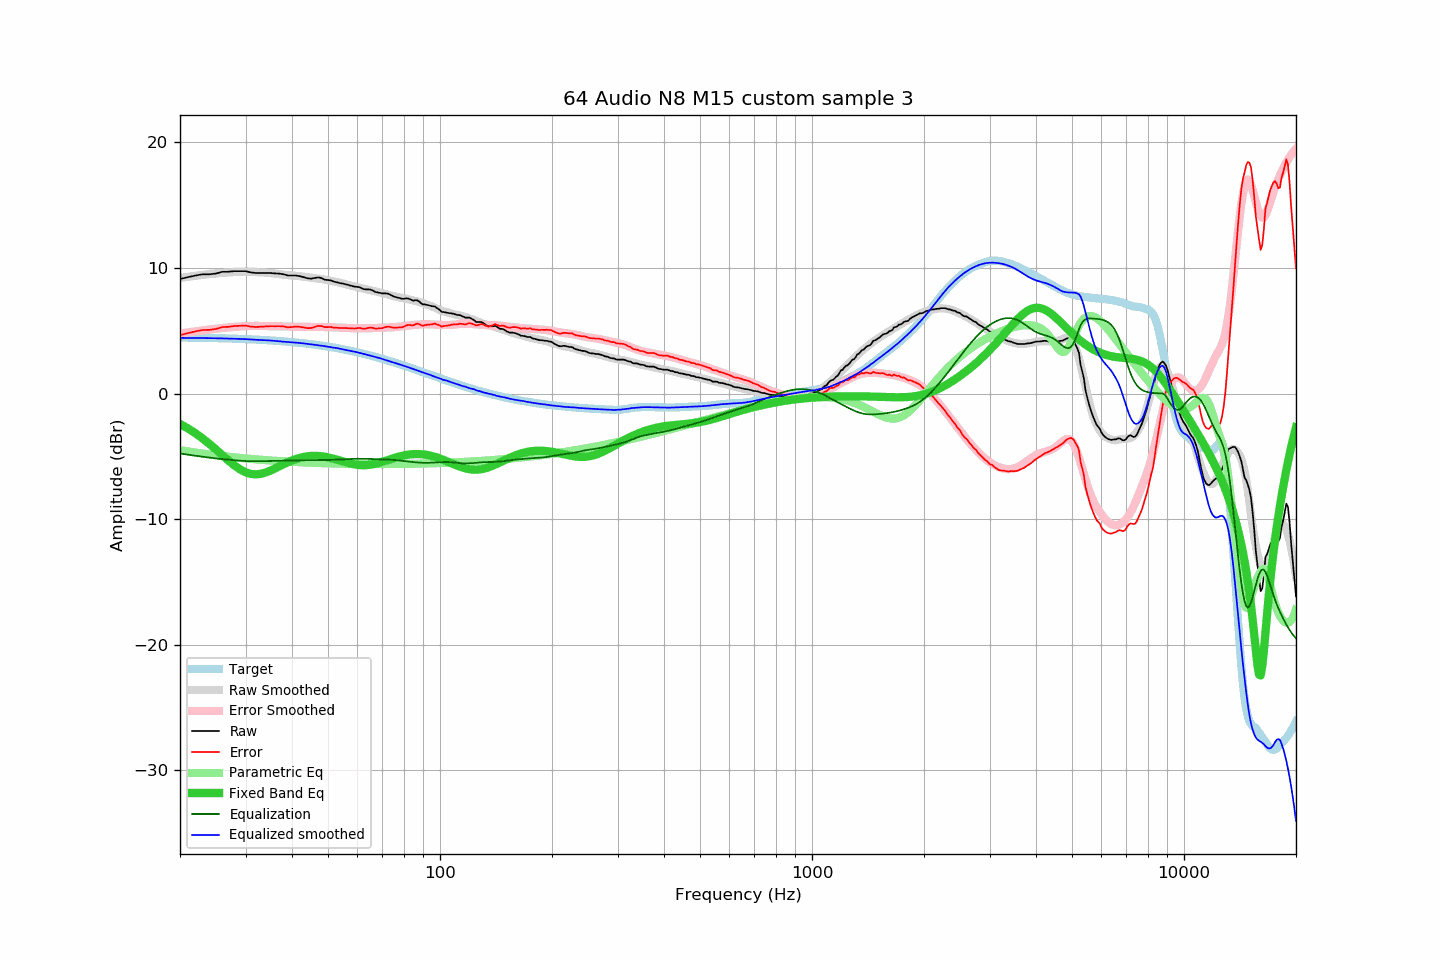 64 Audio N8 M15 custom sample 3
20
10
0
−10
−20
−30
Amplitude (dBr)
Target
Raw Smoothed
Error Smoothed
Raw
Error
Parametric Eq
Fixed Band Eq
Equalization
Equalized smoothed
100
1000
10000
Frequency (Hz)